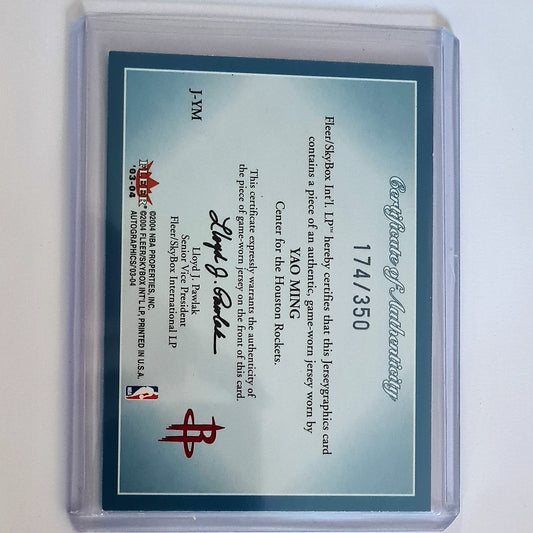 Certificate of Authenticity
174/350
Fleer/SkyBox Int'l. LP™ hereby certifies that this Jerseygraphics card
contains a piece of an authentic, game-worn jersey worn by
YAO MING
Center for the Houston Rockets.
This certificate expressly warrants the authenticity of
the piece of game-worn jersey on the front of this card.
Lloyd J. Pawlak
Lloyd J. Pawlak
Senior Vice President
Fleer/SkyBox International LP
J-YM
FLEER
'03-04
©2004 NBA PROPERTIES, INC.
©2004 FLEER/SKYBOX INT'L LP, PRINTED IN U.S.A.
AUTOGRAPHICS/03-04
R